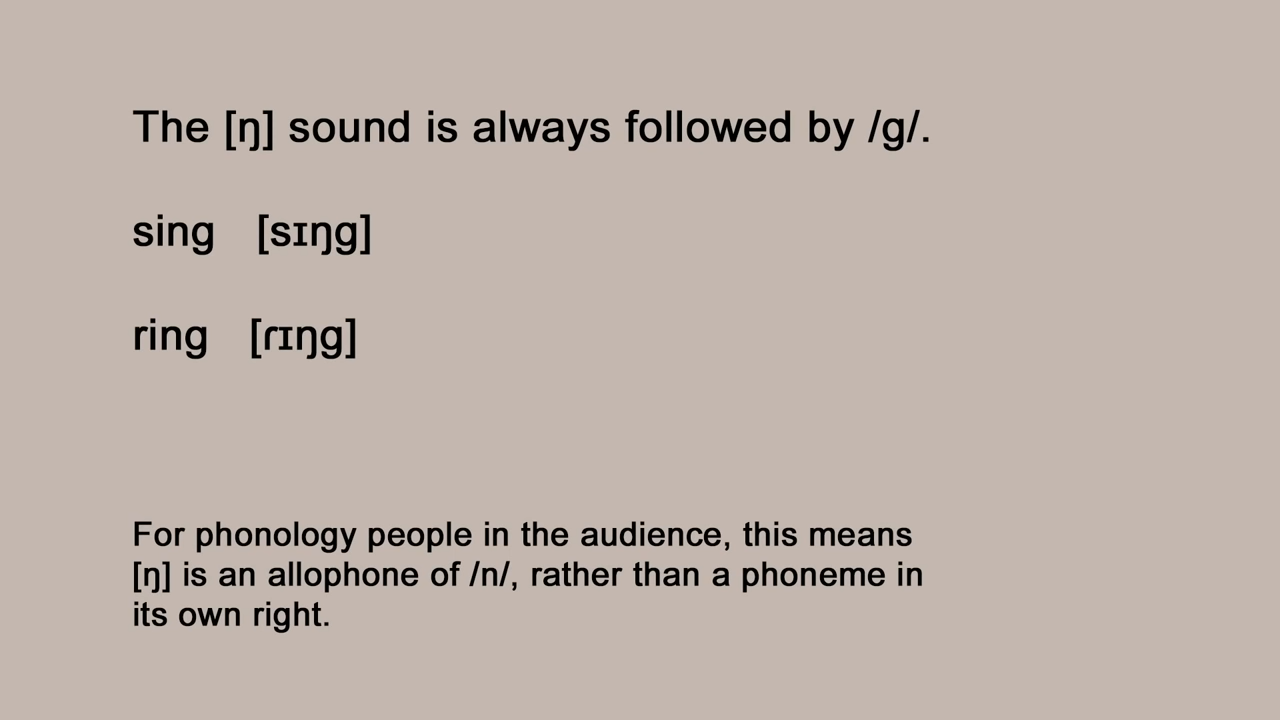 The [ŋ] sound is always followed by /g/.
sing [sɪŋg]
ring [ɾɪŋg]
For phonology people in the audience, this means
[ŋ] is an allophone of /n/, rather than a phoneme in
its own right.